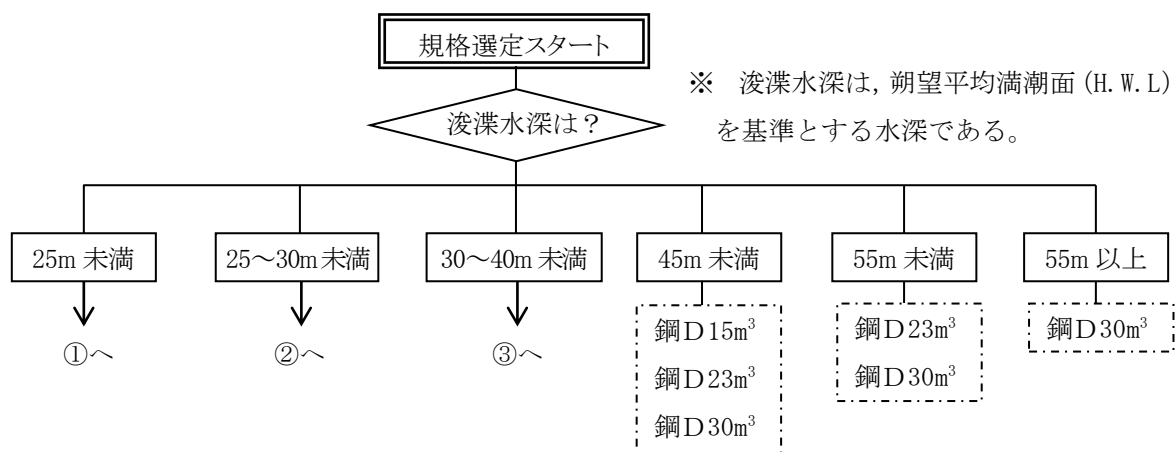 規格選定スタート
※ 浚渫水深は, 朔望平均満潮面 (H.W.L)
を基準とする水深である。
浚渫水深は？
25m 未満
25～30m 未満
30～40m 未満
45m 未満
55m 未満
55m 以上
①へ
②へ
③へ
鋼Ｄ15m³
鋼Ｄ23m³
鋼Ｄ30m³
鋼Ｄ23m³
鋼Ｄ30m³
鋼Ｄ30m³